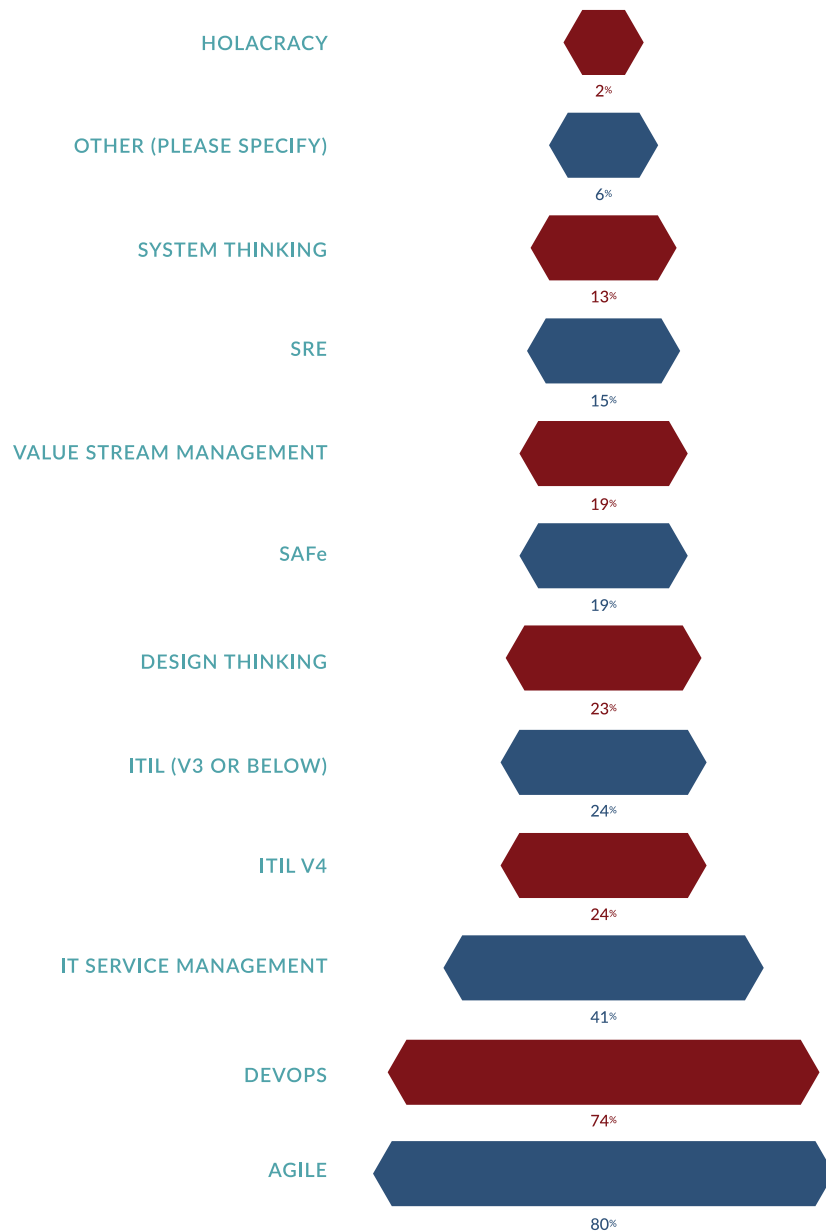 HOLACRACY
2%
OTHER (PLEASE SPECIFY)
6%
SYSTEM THINKING
13%
SRE
15%
VALUE STREAM MANAGEMENT
19%
SAFe
19%
DESIGN THINKING
23%
ITIL (V3 OR BELOW)
24%
ITIL V4
24%
IT SERVICE MANAGEMENT
41%
DEVOPS
74%
AGILE
80%